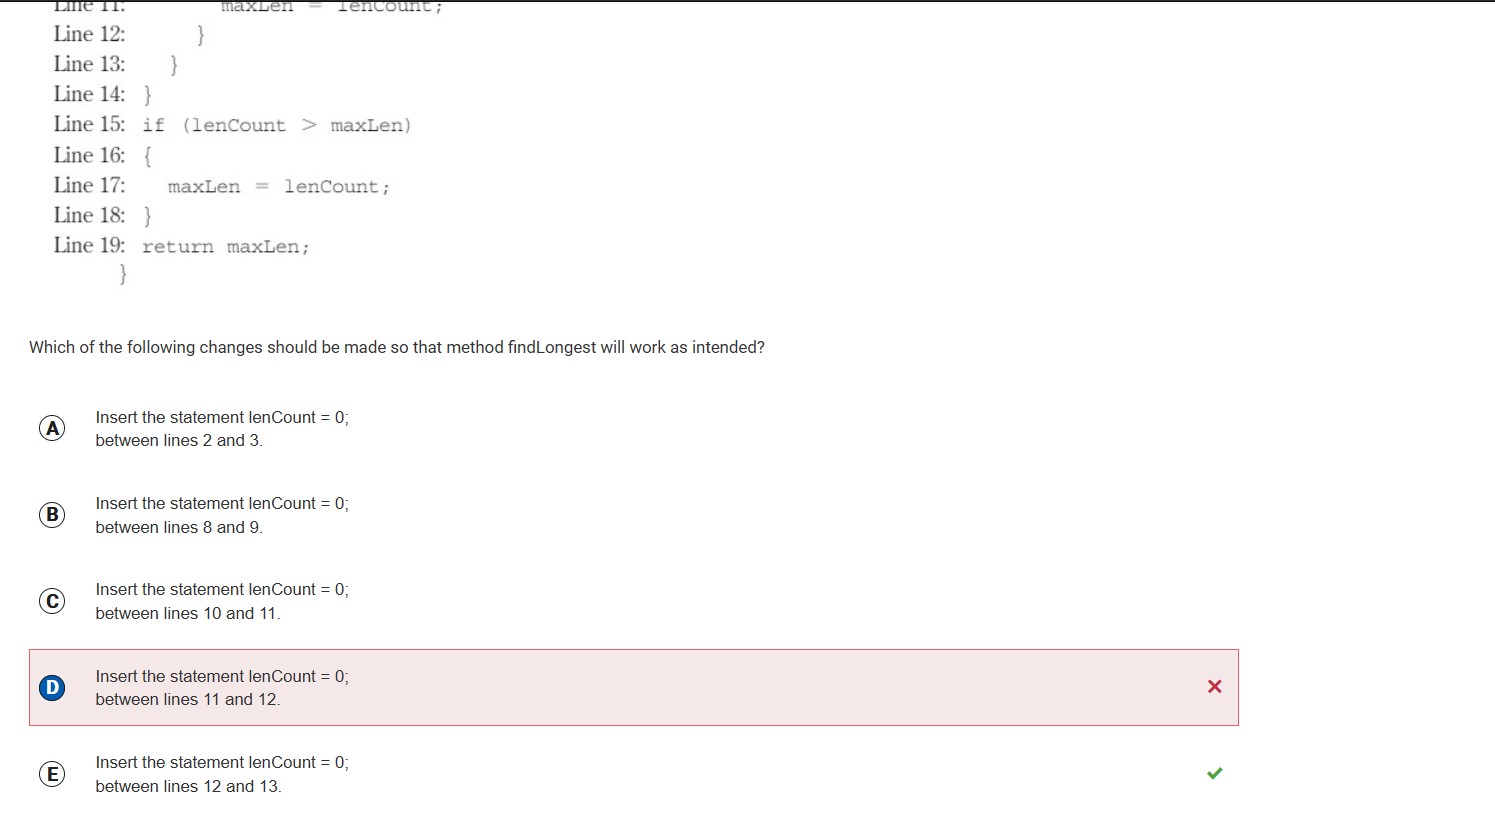 Line 11: maxLen = lenCount;
Line 12: }
Line 13: }
Line 14: }
Line 15: if (lenCount > maxLen)
Line 16: {
Line 17: maxLen = lenCount;
Line 18: }
Line 19: return maxLen;
}
Which of the following changes should be made so that method findLongest will work as intended?
A Insert the statement lenCount = 0;
between lines 2 and 3.
B Insert the statement lenCount = 0;
between lines 8 and 9.
C Insert the statement lenCount = 0;
between lines 10 and 11.
D Insert the statement lenCount = 0;
between lines 11 and 12.
E Insert the statement lenCount = 0;
between lines 12 and 13.